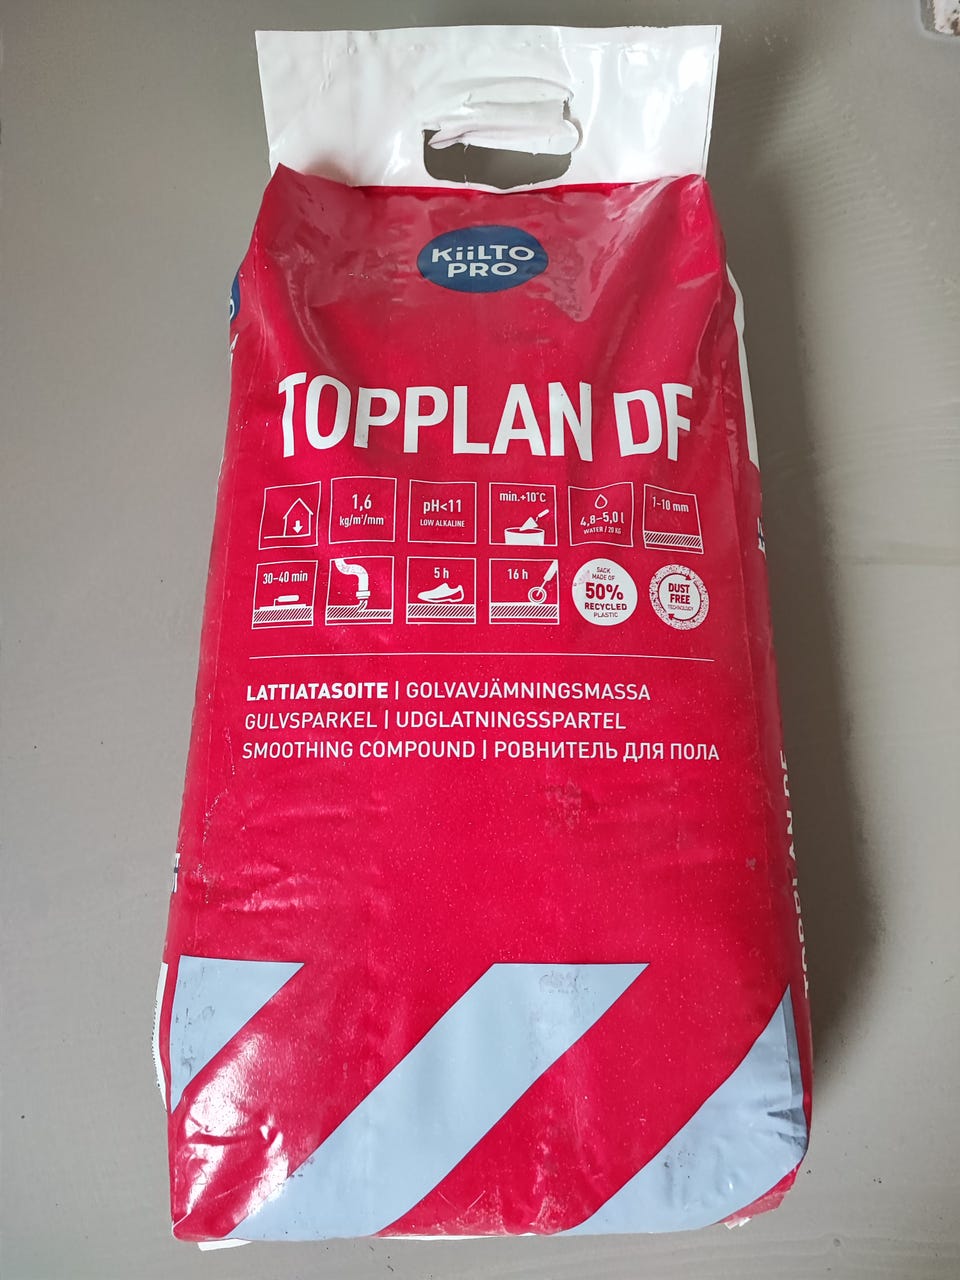 KiiLTO
PRO
TOPPLAN DF
1,6
kg/m²/mm
pH<11
LOW ALKALINE
min.+10°C
4,8–5,0 l
WATER / 20 KG
1–10 mm
30–40 min
5 h
16 h
SACK
MADE OF
50%
RECYCLED
PLASTIC
DUST
FREE
TECHNOLOGY
LATTIATASOITE | GOLVAVJÄMNINGSMASSA
GULVSPARKEL | UDGLATNINGSSPARTEL
SMOOTHING COMPOUND | РОВНИТЕЛЬ ДЛЯ ПОЛА
TOPPLAN DF